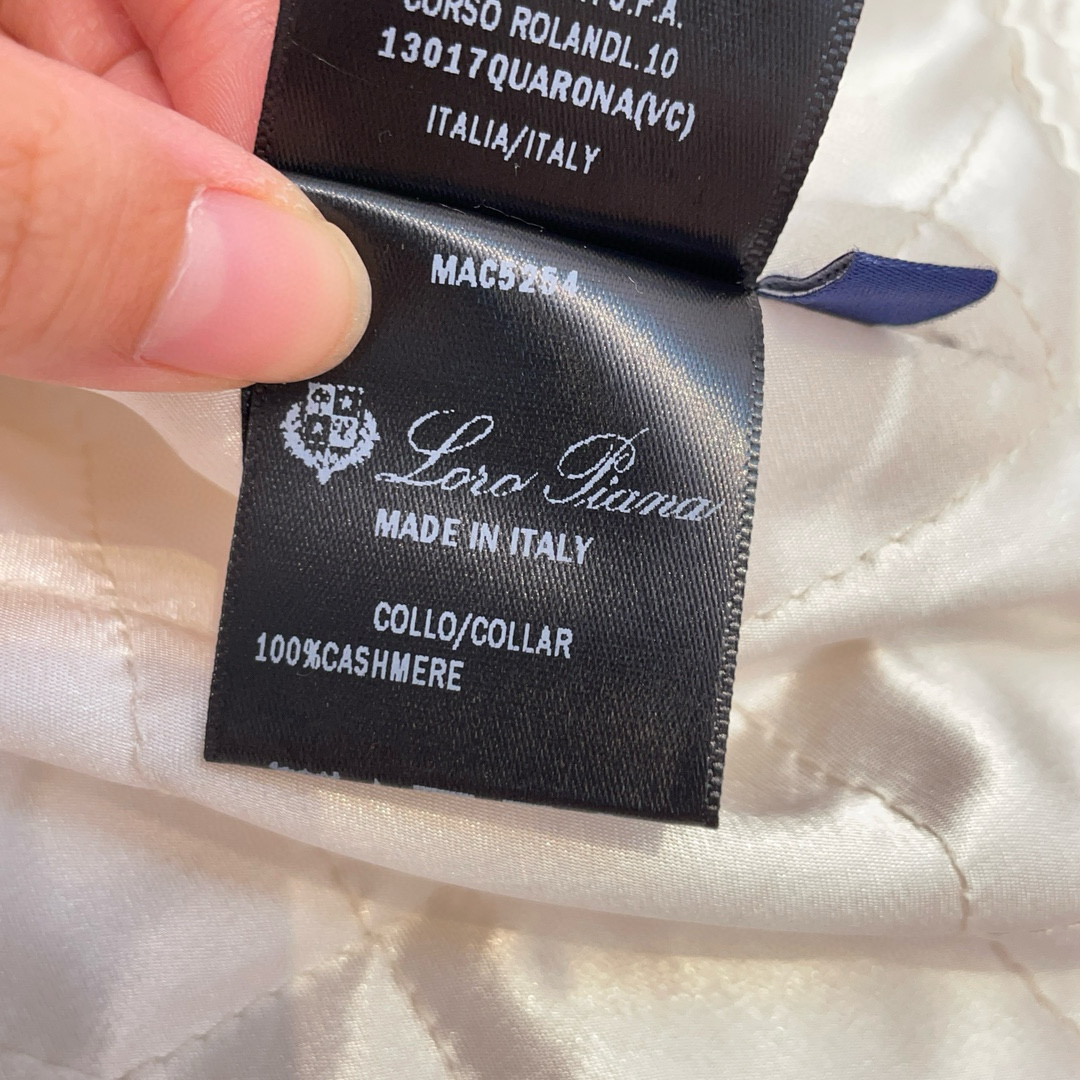 S.P.A.
CORSO ROLANDI.10
13017QUARONA(VC)
ITALIA/ITALY
MAC5254
Loro Piana
MADE IN ITALY
COLLO/COLLAR
100%CASHMERE